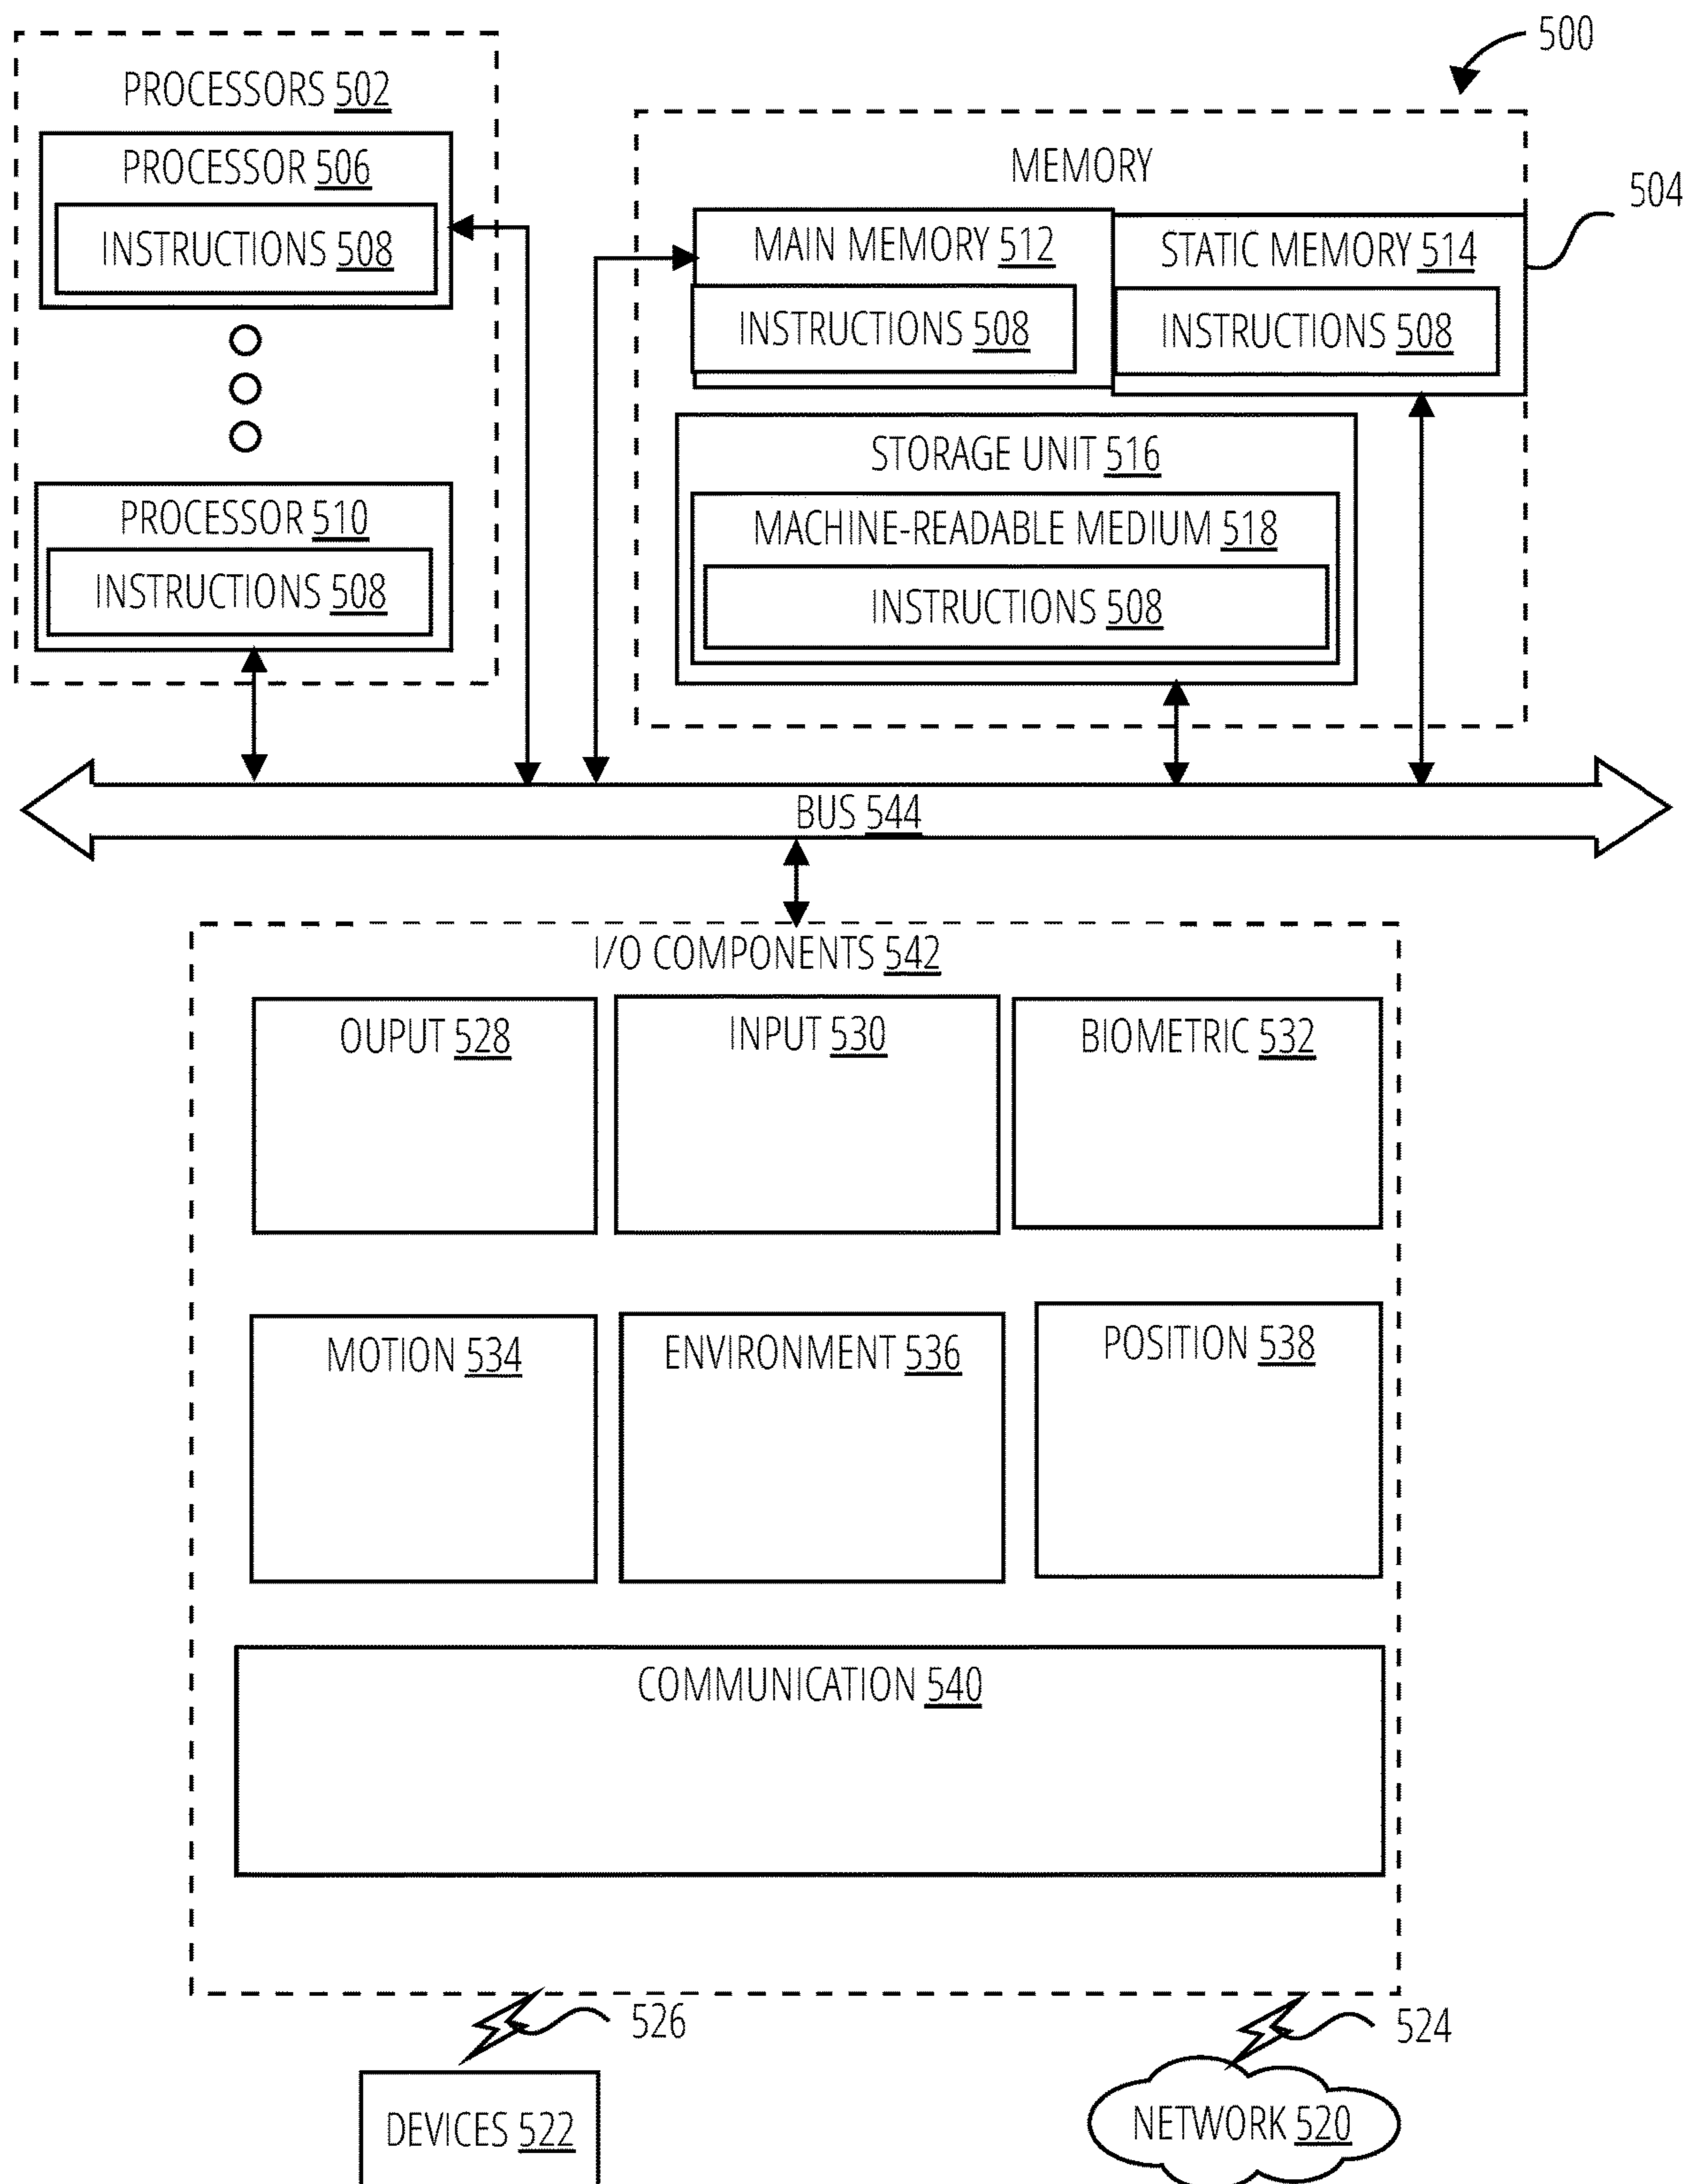 500
PROCESSORS 502
PROCESSOR 506
INSTRUCTIONS 508
PROCESSOR 510
INSTRUCTIONS 508
MEMORY
504
MAIN MEMORY 512
INSTRUCTIONS 508
STATIC MEMORY 514
INSTRUCTIONS 508
STORAGE UNIT 516
MACHINE-READABLE MEDIUM 518
INSTRUCTIONS 508
BUS 544
I/O COMPONENTS 542
OUPUT 528
INPUT 530
BIOMETRIC 532
MOTION 534
ENVIRONMENT 536
POSITION 538
COMMUNICATION 540
526
524
DEVICES 522
NETWORK 520